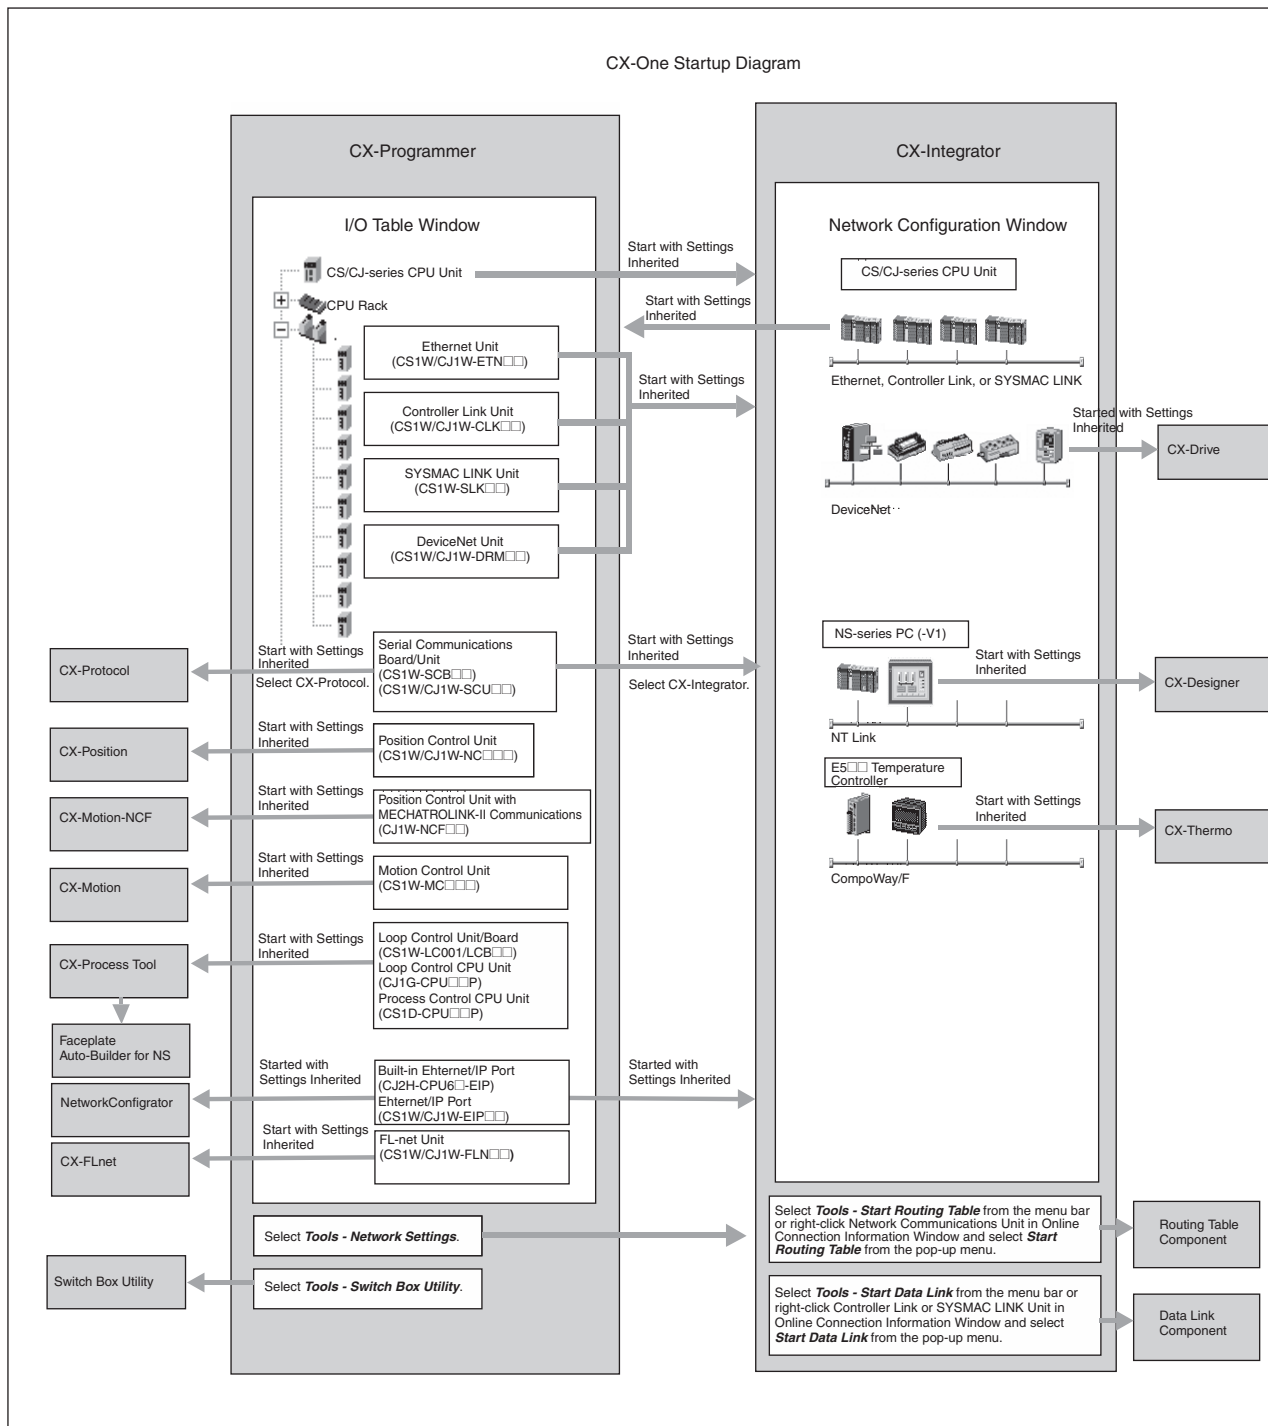 CX-One Startup Diagram
CX-Programmer
I/O Table Window
CS/CJ-series CPU Unit
CPU Rack
Ethernet Unit
(CS1W/CJ1W-ETN□□)
Controller Link Unit
(CS1W/CJ1W-CLK□□)
SYSMAC LINK Unit
(CS1W-SLK□□)
DeviceNet Unit
(CS1W/CJ1W-DRM□□)
Start with Settings
Inherited
Start with Settings
Inherited
Start with Settings
Inherited
CX-Integrator
Network Configuration Window
CS/CJ-series CPU Unit
Ethernet, Controller Link, or SYSMAC LINK
Started with Settings
Inherited
CX-Drive
DeviceNet
CX-Protocol
Start with Settings
Inherited
Select CX-Protocol.
Serial Communications
Board/Unit
(CS1W-SCB□□)
(CS1W/CJ1W-SCU□□)
Start with Settings
Inherited
Select CX-Integrator.
NS-series PC (-V1)
Start with Settings
Inherited
CX-Designer
NT Link
CX-Position
Start with Settings
Inherited
Position Control Unit
(CS1W/CJ1W-NC□□□)
E5□□ Temperature
Controller
Start with Settings
Inherited
CX-Thermo
CompoWay/F
CX-Motion-NCF
Start with Settings
Inherited
Position Control Unit with
MECHATROLINK-II Communications
(CJ1W-NCF□□)
CX-Motion
Start with Settings
Inherited
Motion Control Unit
(CS1W-MC□□□)
CX-Process Tool
Start with Settings
Inherited
Loop Control Unit/Board
(CS1W-LC001/LCB□□)
Loop Control CPU Unit
(CJ1G-CPU□□P)
Process Control CPU Unit
(CS1D-CPU□□P)
Faceplate
Auto-Builder for NS
NetworkConfigrator
Started with
Settings Inherited
Built-in Ehternet/IP Port
(CJ2H-CPU6□-EIP)
Ehternet/IP Port
(CS1W/CJ1W-EIP□□)
Started with
Settings Inherited
CX-FLnet
Start with Settings
Inherited
FL-net Unit
(CS1W/CJ1W-FLN□□)
Select Tools - Network Settings.
Select Tools - Start Routing Table from the menu bar
or right-click Network Communications Unit in Online
Connection Information Window and select Start
Routing Table from the pop-up menu.
Routing Table
Component
Switch Box Utility
Select Tools - Switch Box Utility.
Select Tools - Start Data Link from the menu bar or
right-click Controller Link or SYSMAC LINK Unit in
Online Connection Information Window and select
Start Data Link from the pop-up menu.
Data Link
Component